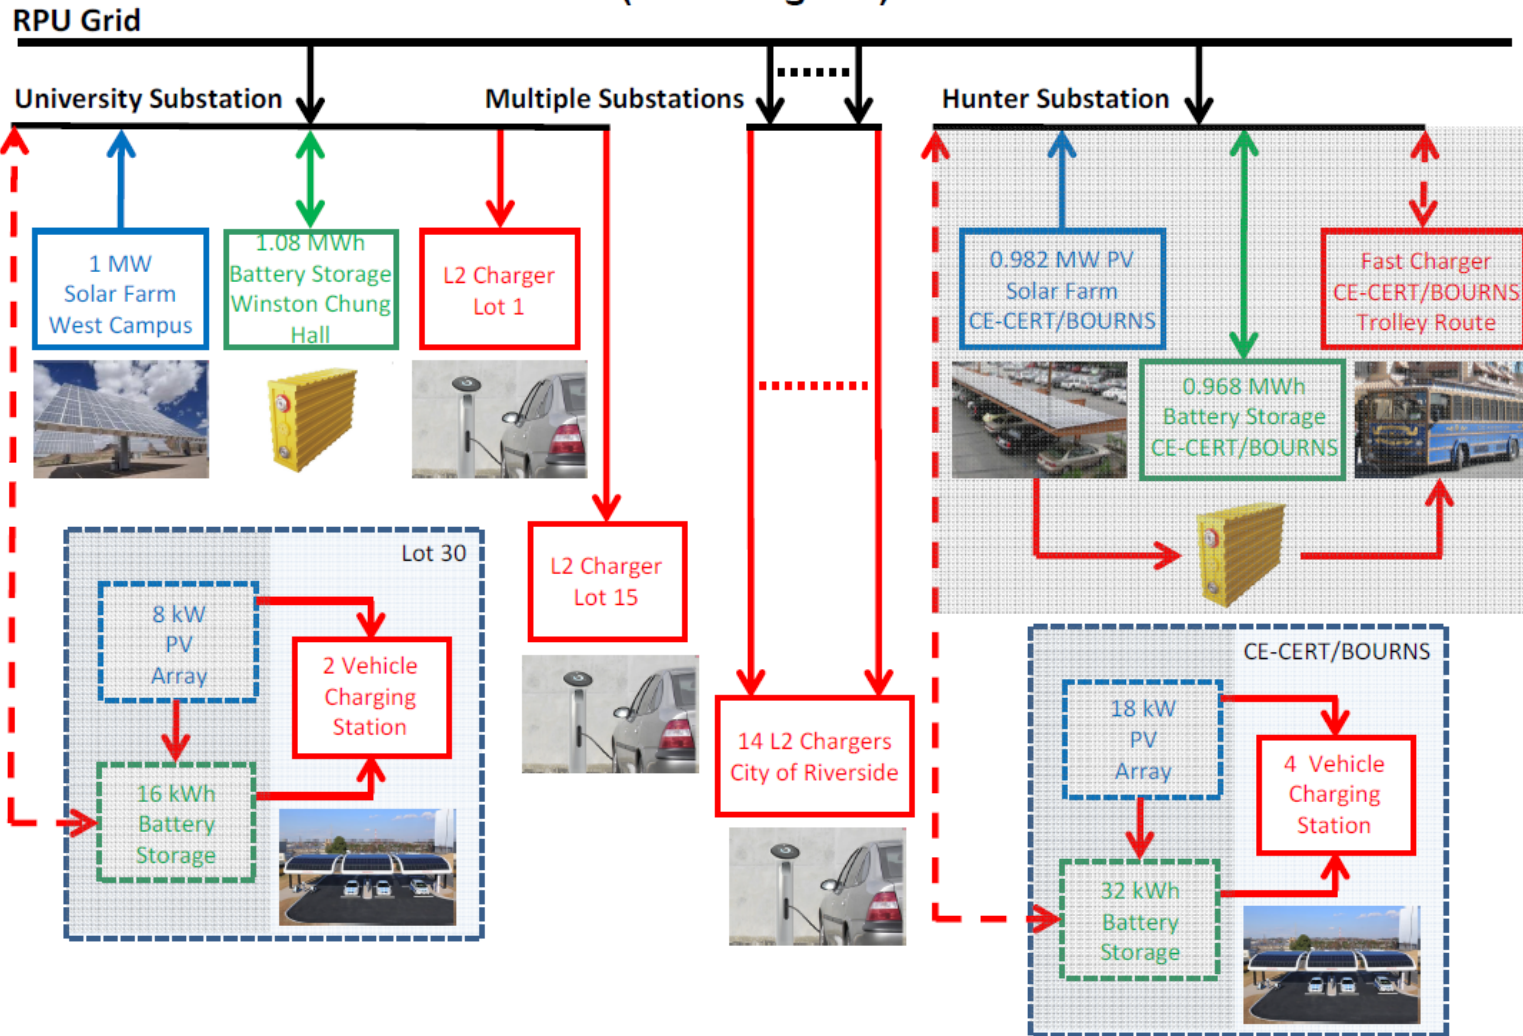 RPU Grid
University Substation
Multiple Substations
Hunter Substation
1 MW
Solar Farm
West Campus
1.08 MWh
Battery Storage
Winston Chung
Hall
L2 Charger
Lot 1
0.982 MW PV
Solar Farm
CE-CERT/BOURNS
Fast Charger
CE-CERT/BOURNS
Trolley Route
0.968 MWh
Battery Storage
CE-CERT/BOURNS
Lot 30
8 kW
PV
Array
2 Vehicle
Charging
Station
16 kWh
Battery
Storage
L2 Charger
Lot 15
14 L2 Chargers
City of Riverside
CE-CERT/BOURNS
18 kW
PV
Array
4 Vehicle
Charging
Station
32 kWh
Battery
Storage